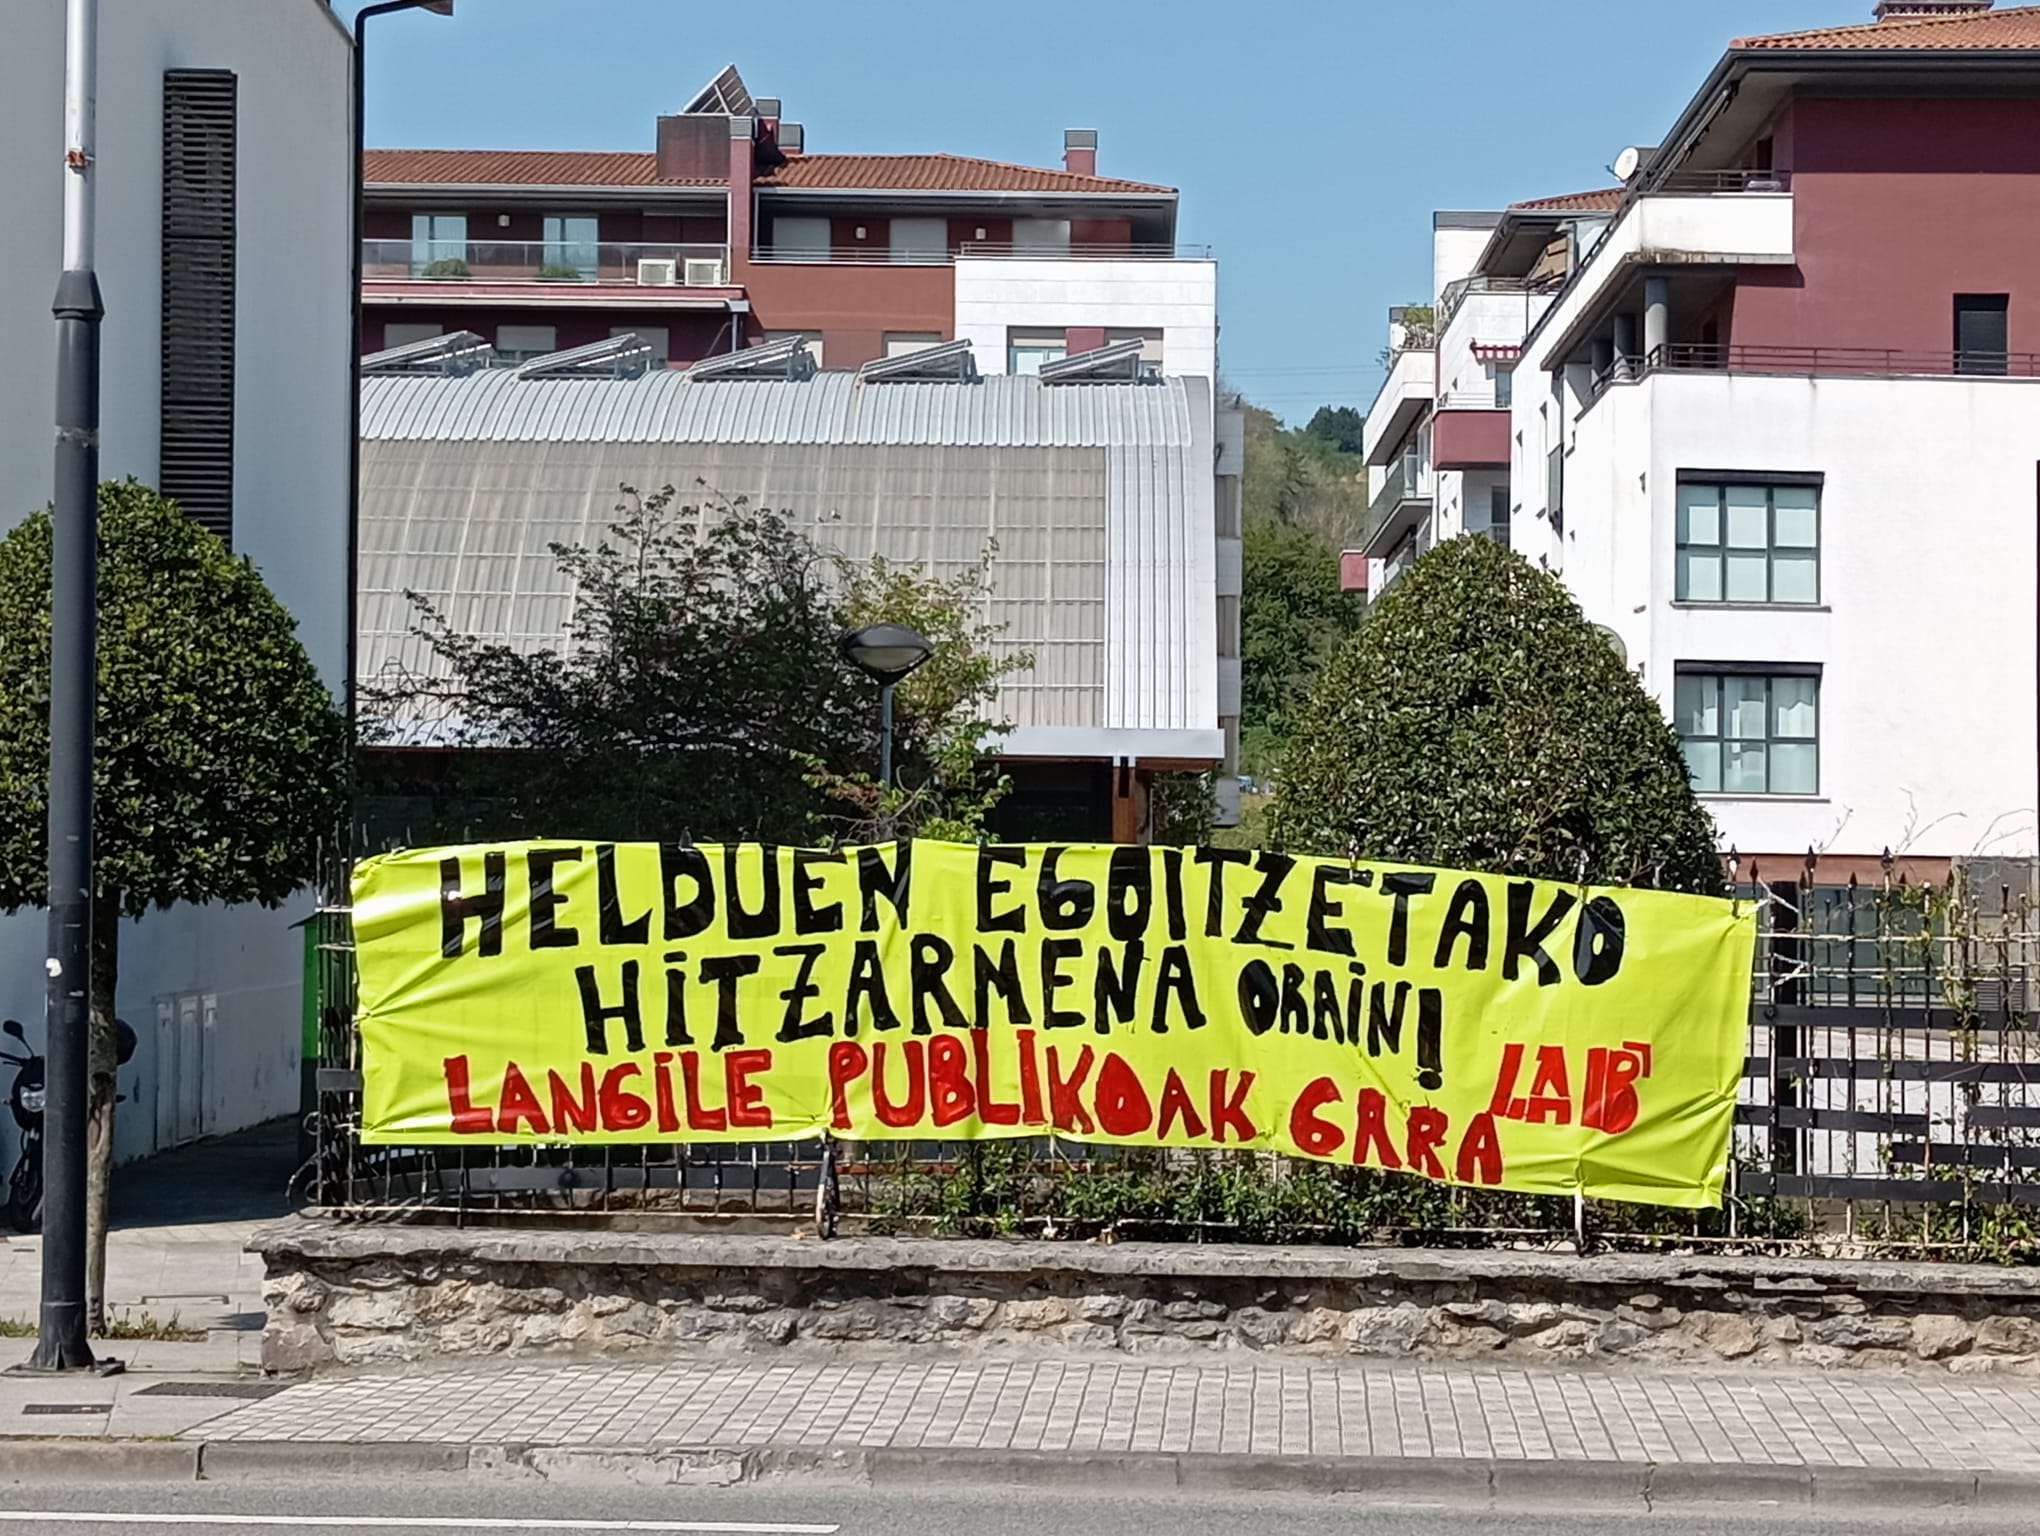 HELDUEN EGOITZETAKO
HiTZARMENA ORAiN!
LANGiLE PUBLIKOAK GARA LAB